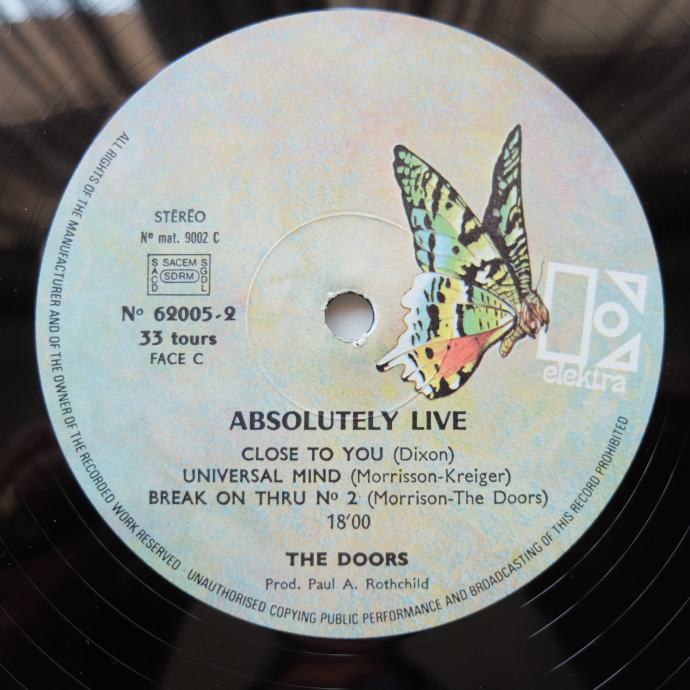 STÉRÉO
Nº mat. 9002 C
SACD SACEM SDRM SGDL
Nº 62005-2
33 tours
FACE C
elektra
ABSOLUTELY LIVE
CLOSE TO YOU (Dixon)
UNIVERSAL MIND (Morrisson-Kreiger)
BREAK ON THRU Nº 2 (Morrison-The Doors)
18'00
THE DOORS
Prod. Paul A. Rothchild
ALL RIGHTS OF THE MANUFACTURER AND OF THE OWNER OF THE RECORDED WORK RESERVED · UNAUTHORISED COPYING PUBLIC PERFORMANCE AND BROADCASTING OF THIS RECORD PROHIBITED